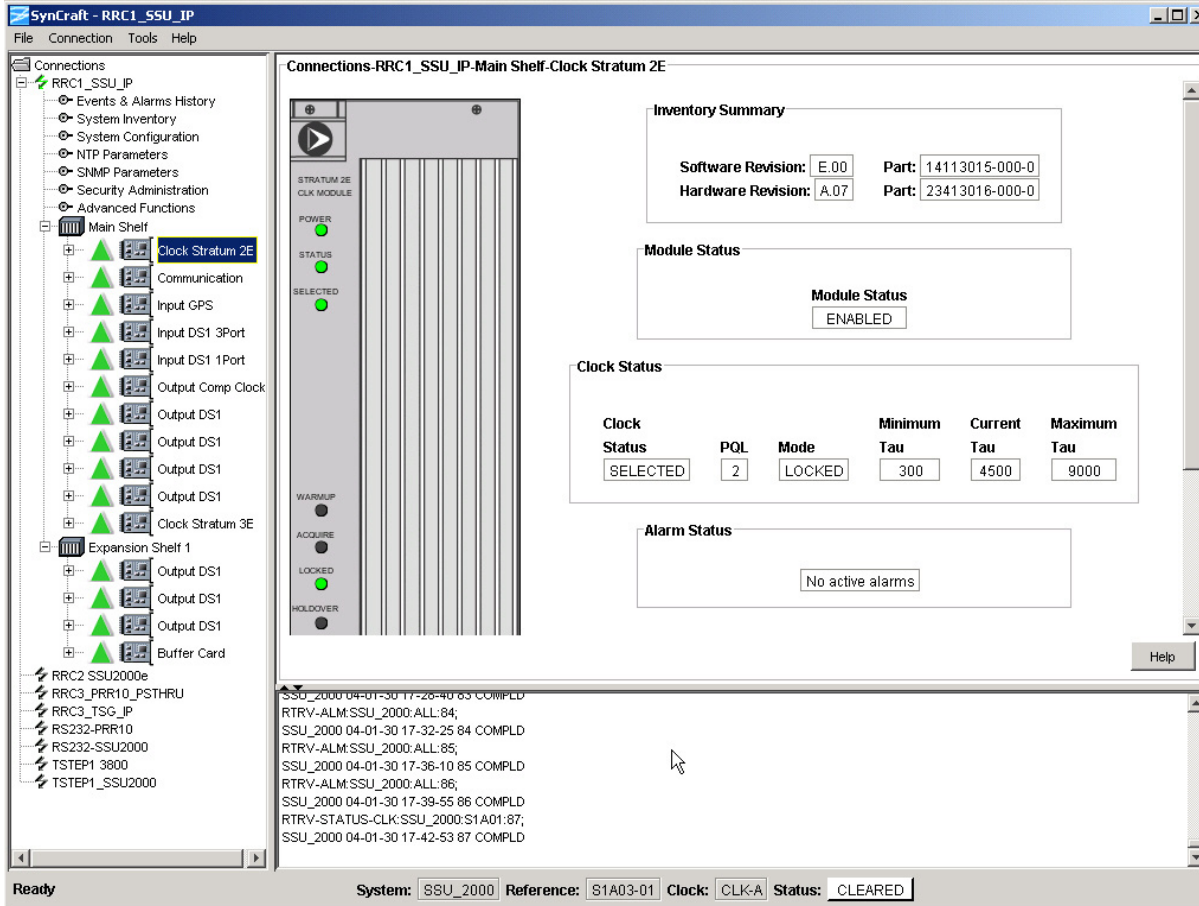 SynCraft - RRC1_SSU_IP
File Connection Tools Help
Connections
RRC1_SSU_IP
Events & Alarms History
System Inventory
System Configuration
NTP Parameters
SNMP Parameters
Security Administration
Advanced Functions
Main Shelf
Clock Stratum 2E
Communication
Input GPS
Input DS1 3Port
Input DS1 1Port
Output Comp Clock
Output DS1
Output DS1
Output DS1
Output DS1
Clock Stratum 3E
Expansion Shelf 1
Output DS1
Output DS1
Output DS1
Buffer Card
RRC2 SSU2000e
RRC3_PRR10_PSTHRU
RRC3_TSG_IP
RS232-PRR10
RS232-SSU2000
TSTEP1 3800
TSTEP1_SSU2000
Connections-RRC1_SSU_IP-Main Shelf-Clock Stratum 2E
STRATUM 2E
CLK MODULE
POWER
STATUS
SELECTED
WARMUP
ACQUIRE
LOCKED
HOLDOVER
Inventory Summary
Software Revision: E.00 Part: 14113015-000-0
Hardware Revision: A.07 Part: 23413016-000-0
Module Status
Module Status
ENABLED
Clock Status
Clock Minimum Current Maximum
Status PQL Mode Tau Tau Tau
SELECTED 2 LOCKED 300 4500 9000
Alarm Status
No active alarms
Help
SSU_2000 04-01-30 17-28-40 83 COMPLD
RTRV-ALM:SSU_2000:ALL:84;
SSU_2000 04-01-30 17-32-25 84 COMPLD
RTRV-ALM:SSU_2000:ALL:85;
SSU_2000 04-01-30 17-36-10 85 COMPLD
RTRV-ALM:SSU_2000:ALL:86;
SSU_2000 04-01-30 17-39-55 86 COMPLD
RTRV-STATUS-CLK:SSU_2000:S1A01:87;
SSU_2000 04-01-30 17-42-53 87 COMPLD
Ready System: SSU_2000 Reference: S1A03-01 Clock: CLK-A Status: CLEARED